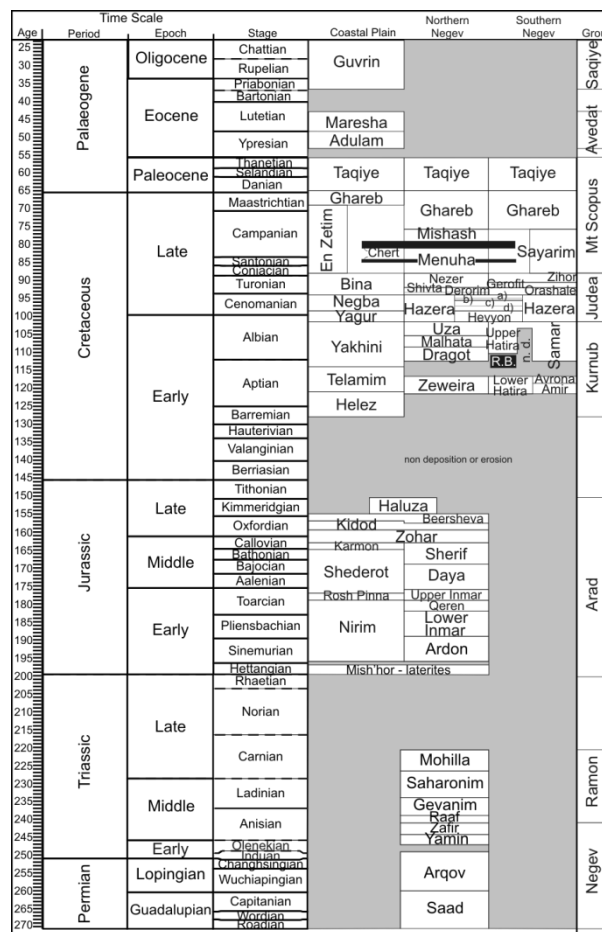 Time Scale
Northern Southern
Age Period Epoch Stage Coastal Plain Negev Negev Grou
25 Palaeogene Oligocene Chattian Guvrin Saqiye
30 Rupelian
35 Priabonian
40 Eocene Bartonian
45 Lutetian Maresha Avedat
50 Ypresian Adulam
55 Thanetian
60 Paleocene Selandian Taqiye Taqiye Taqiye Mt Scopus
65 Danian
70 Cretaceous Late Maastrichtian Ghareb Ghareb Ghareb
75 Campanian En Zetim Mishash
80 Chert Menuha Sayarim
85 Santonian
Coniacian
90 Turonian Bina Nezer Shivta Derorim Gerofit Zihor Orashale Judea
95 Cenomanian Negba Hazera a) b) c) d) Hazera
100 Yagur Hevyon
105 Early Albian Yakhini Uza Malhata Upper Hatira n. d. Samar Kurnub
110 Dragot R.B.
115 Aptian Telamim
120 Zeweira Lower Hatira Avrona Amir
125 Helez
130 Barremian
Hauterivian
135 Valanginian
140 Berriasian non deposition or erosion
145
150 Jurassic Late Tithonian
155 Kimmeridgian Haluza
160 Oxfordian Kidod Beersheva
165 Middle Callovian Karmon Zohar
Bathonian Sherif
170 Bajocian Shederot Daya Arad
175 Aalenian
180 Early Toarcian Rosh Pinna Upper Inmar
Qeren
185 Pliensbachian Nirim Lower Inmar
190
195 Sinemurian Ardon
200 Hettangian Mish'hor - laterites
205 Triassic Late Rhaetian
210 Norian
215
220 Carnian Mohilla
225
230 Middle Ladinian Saharonim Ramon
235 Gevanim
240 Anisian Raaf
245 Zafir
Early Olenekian Yamin
250 Induan
Permian Lopingian Changhsingian
255 Wuchiapingian Arqov Negev
260
265 Guadalupian Capitanian Saad
Wordian
270 Roadian